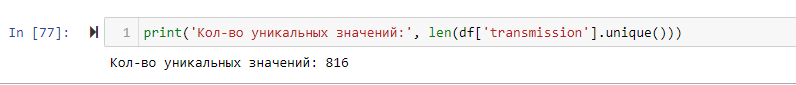 In [77]: 1 print('Кол-во уникальных значений:', len(df['transmission'].unique()))
Кол-во уникальных значений: 816